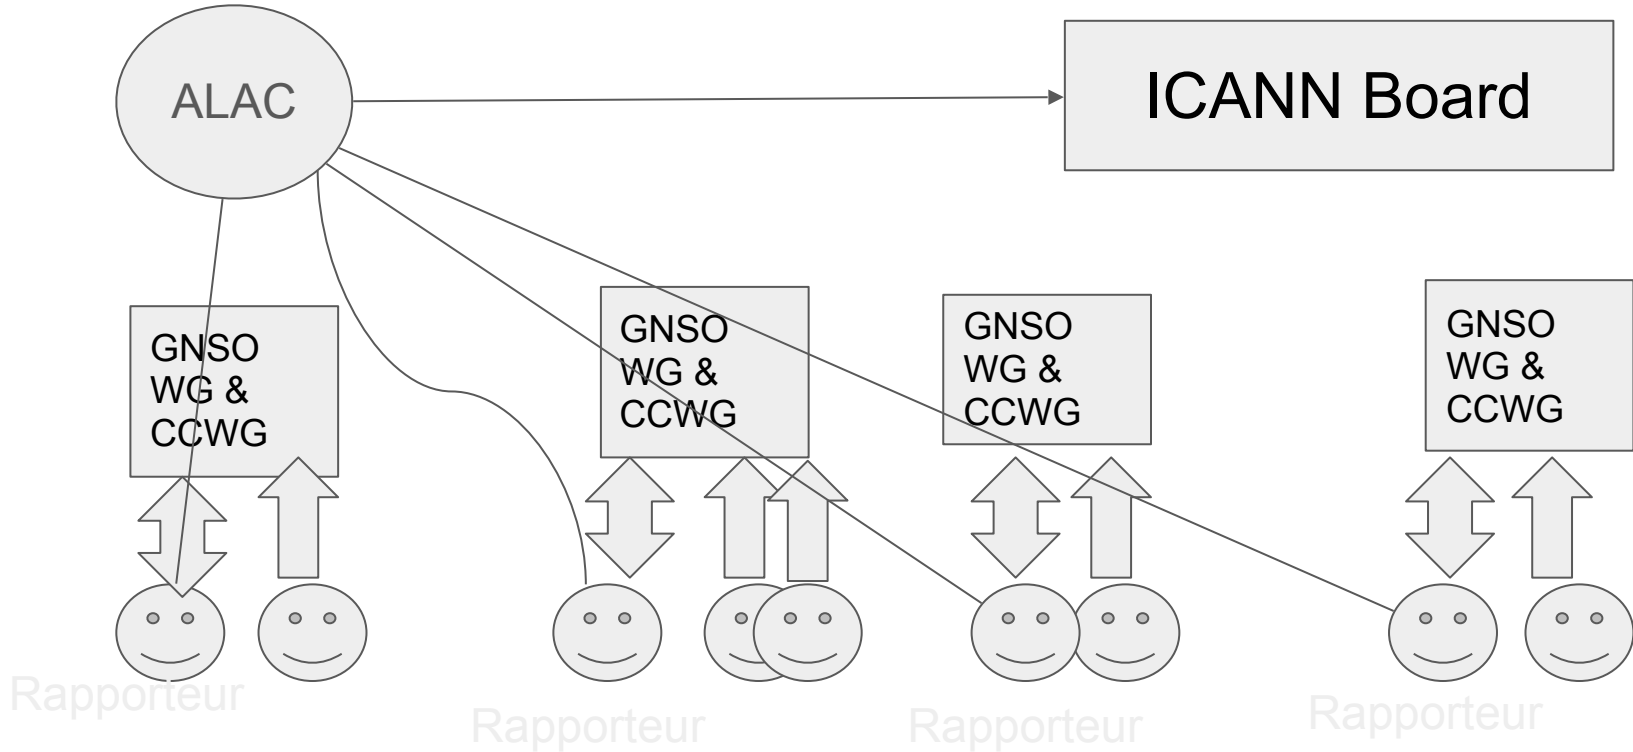 ALAC
ICANN Board
GNSO
WG &
CCWG
GNSO
WG &
CCWG
GNSO
WG &
CCWG
GNSO
WG &
CCWG
Rapporteur
Rapporteur
Rapporteur
Rapporteur